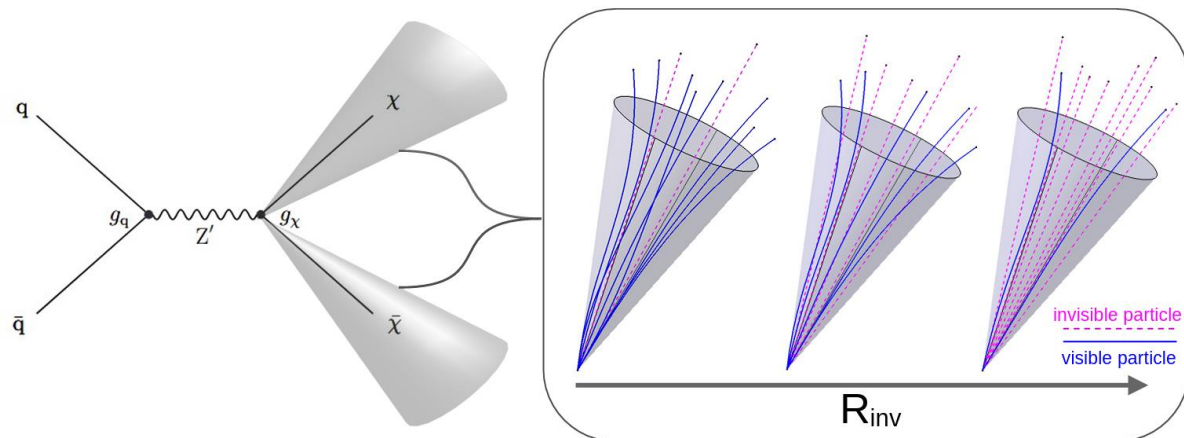 q
χ
g_q
Z′
g_χ
q̄
χ̄
invisible particle
visible particle
R_inv